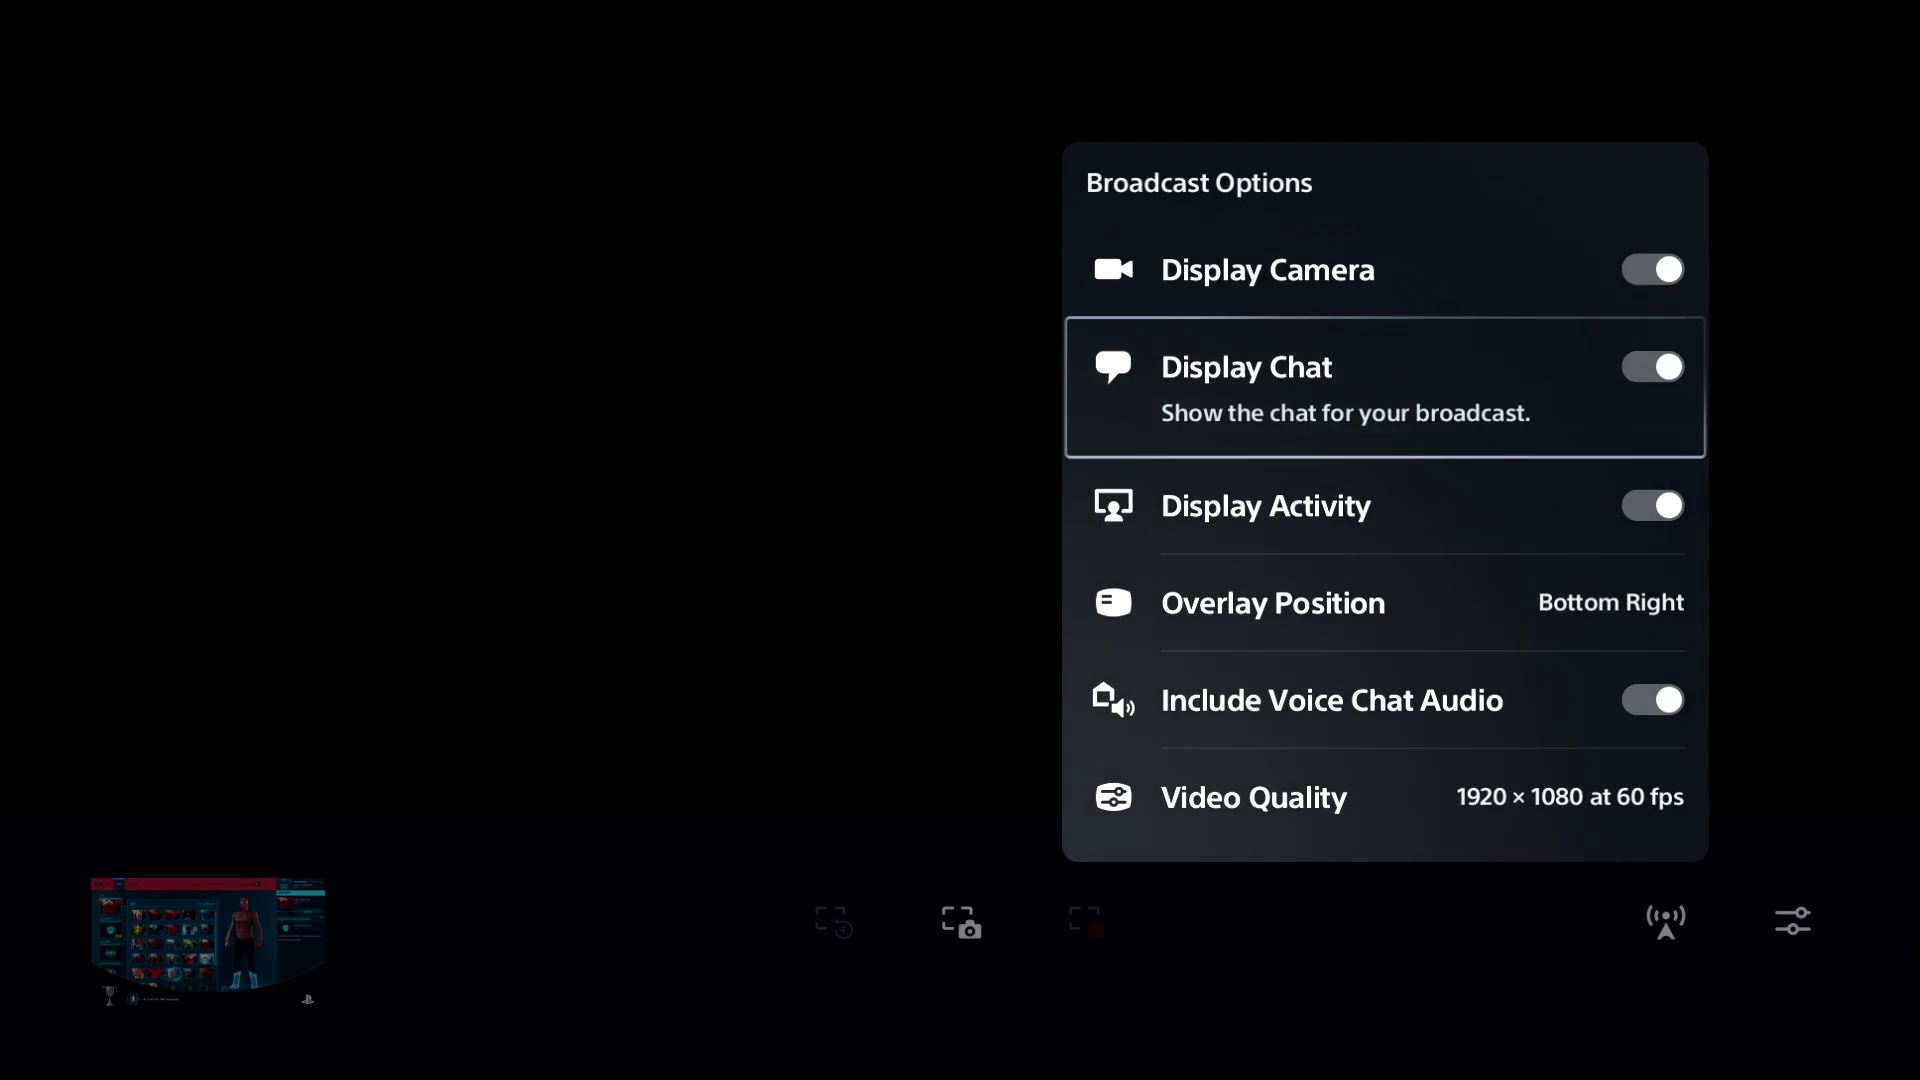 Broadcast Options
Display Camera
Display Chat
Show the chat for your broadcast.
Display Activity
Overlay Position Bottom Right
Include Voice Chat Audio
Video Quality 1920 × 1080 at 60 fps